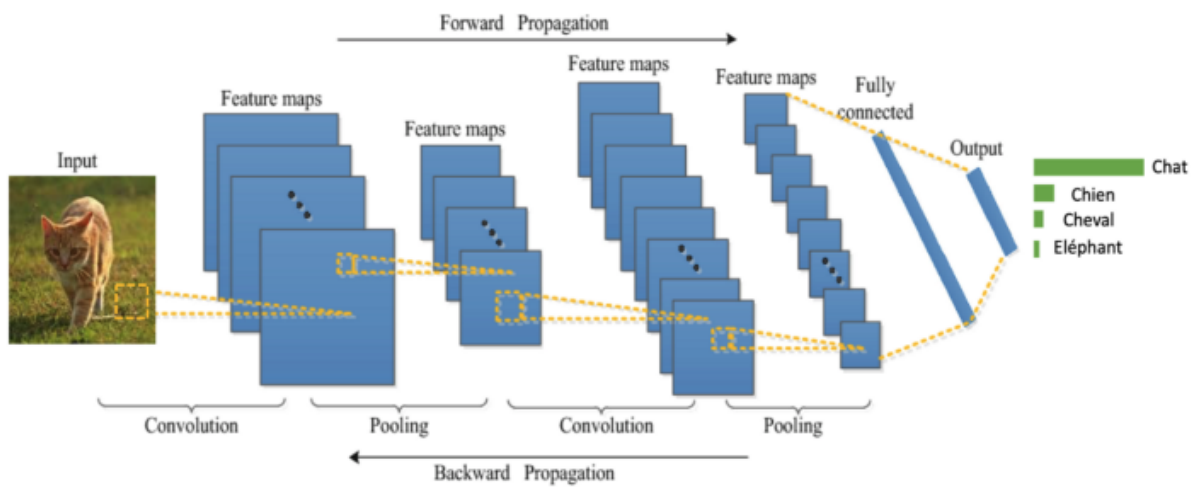 Forward Propagation
Feature maps
Feature maps
Fully
connected
Feature maps
Feature maps
Input
Output
Chat
Chien
Cheval
Eléphant
Convolution
Pooling
Convolution
Pooling
Backward Propagation